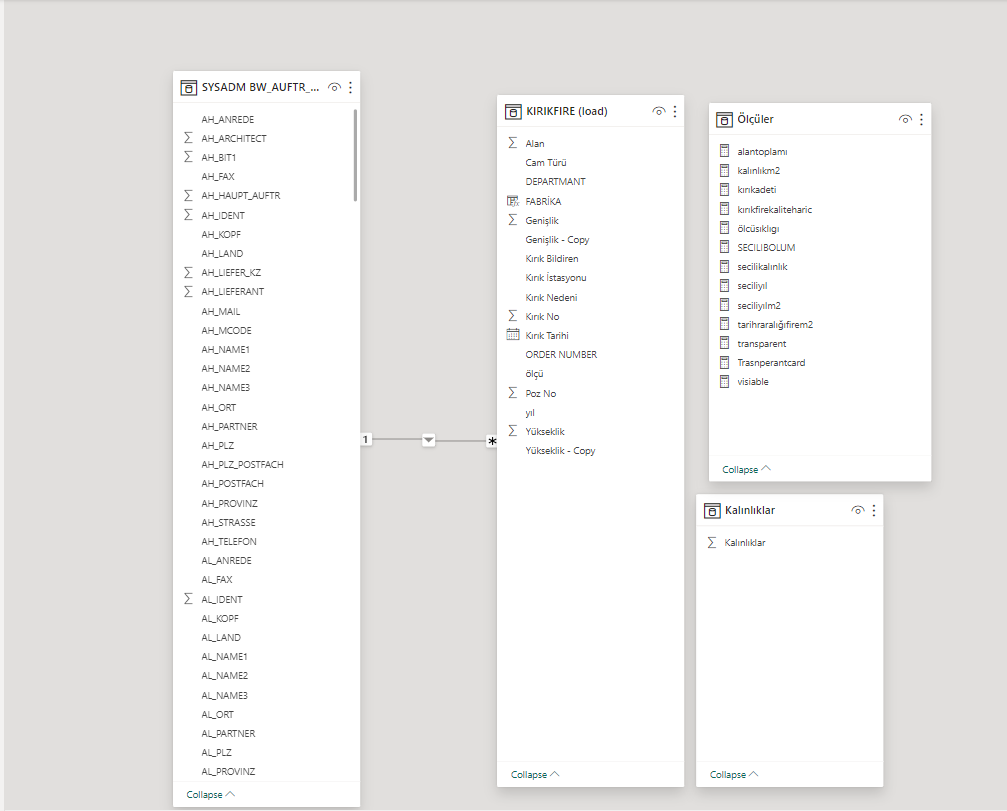 SYSADM BW_AUFTR_...
AH_ANREDE
AH_ARCHITECT
AH_BIT1
AH_FAX
AH_HAUPT_AUFTR
AH_IDENT
AH_KOPF
AH_LAND
AH_LIEFER_KZ
AH_LIEFERANT
AH_MAIL
AH_MCODE
AH_NAME1
AH_NAME2
AH_NAME3
AH_ORT
AH_PARTNER
AH_PLZ
AH_PLZ_POSTFACH
AH_POSTFACH
AH_PROVINZ
AH_STRASSE
AH_TELEFON
AL_ANREDE
AL_FAX
AL_IDENT
AL_KOPF
AL_LAND
AL_NAME1
AL_NAME2
AL_NAME3
AL_ORT
AL_PARTNER
AL_PLZ
AL_PROVINZ
Collapse
1
*
KIRIKFIRE (load)
Alan
Cam Türü
DEPARTMANT
FABRİKA
Genişlik
Genişlik - Copy
Kırık Bildiren
Kırık İstasyonu
Kırık Nedeni
Kırık No
Kırık Tarihi
ORDER NUMBER
ölçü
Poz No
yıl
Yükseklik
Yükseklik - Copy
Collapse
Ölçüler
alantoplamı
kalınlıkm2
kırıkadeti
kırıkfirekaliteharic
ölcüsıklıgı
SECILIBOLUM
secilikalınlık
seciliyıl
seciliyılm2
tarihraralığıfirem2
transparent
Trasnperantcard
visiable
Collapse
Kalınlıklar
Kalınlıklar
Collapse